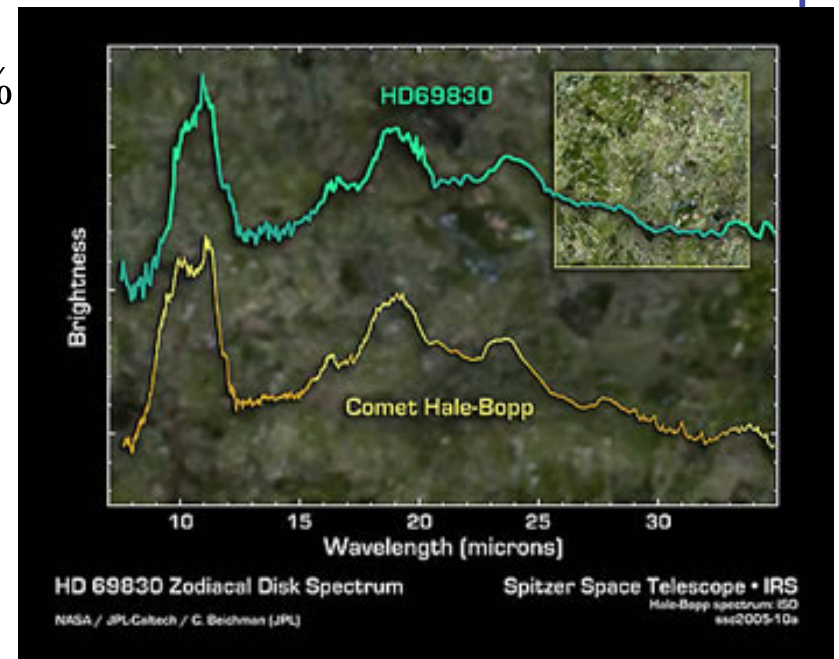 %
HD69830
Brightness
Comet Hale-Bopp
10 15 20 25 30
Wavelength (microns)
HD 69830 Zodiacal Disk Spectrum
Spitzer Space Telescope • IRS
Hale-Bopp spectrum: ISO
NASA / JPL-Caltech / C. Beichman (JPL)
ssc2005-10a